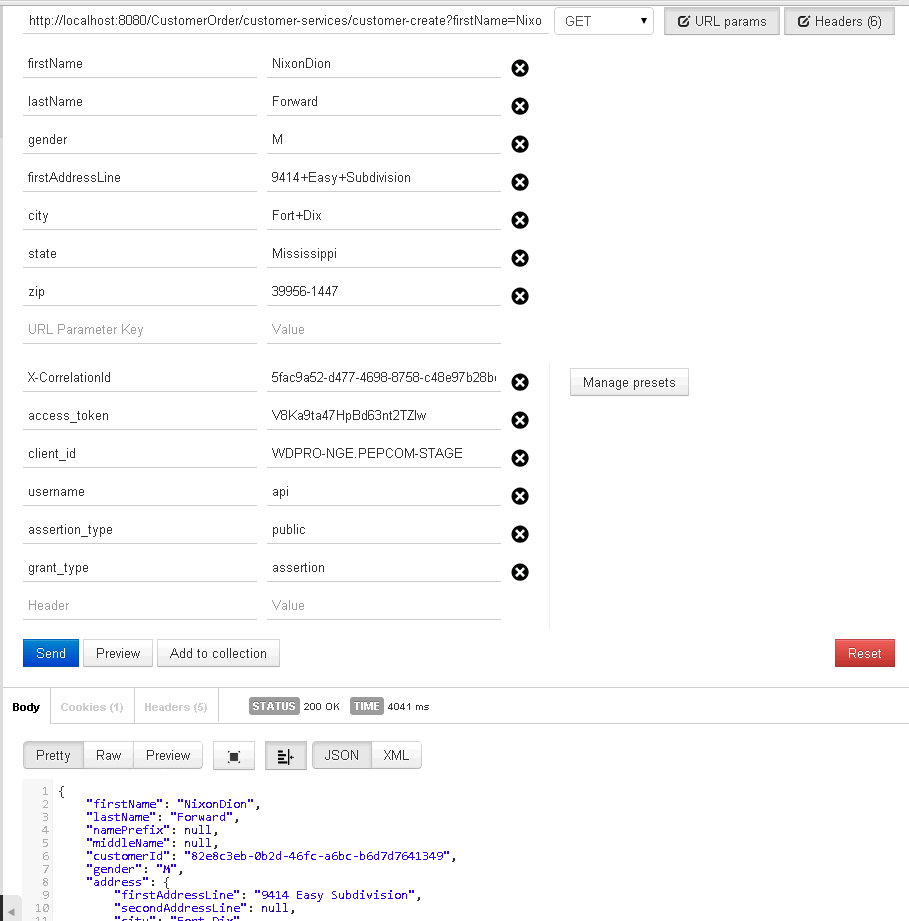 http://localhost:8080/CustomerOrder/customer-services/customer-create?firstName=Nixo GET URL params Headers (6)
firstName NixonDion
lastName Forward
gender M
firstAddressLine 9414+Easy+Subdivision
city Fort+Dix
state Mississippi
zip 39956-1447
URL Parameter Key Value
X-CorrelationId 5fac9a52-d477-4698-8758-c48e97b28b Manage presets
access_token V8Ka9ta47HpBd63nt2TZIw
client_id WDPRO-NGE.PEPCOM-STAGE
username api
assertion_type public
grant_type assertion
Header Value
Send Preview Add to collection Reset
Body Cookies (1) Headers (5) STATUS 200 OK TIME 4041 ms
Pretty Raw Preview JSON XML
1 {
2 "firstName": "NixonDion",
3 "lastName": "Forward",
4 "namePrefix": null,
5 "middleName": null,
6 "customerId": "82e8c3eb-0b2d-46fc-a6bc-b6d7d7641349",
7 "gender": "M",
8 "address": {
9 "firstAddressLine": "9414 Easy Subdivision",
10 "secondAddressLine": null,
11 "city": "Fort Dix",